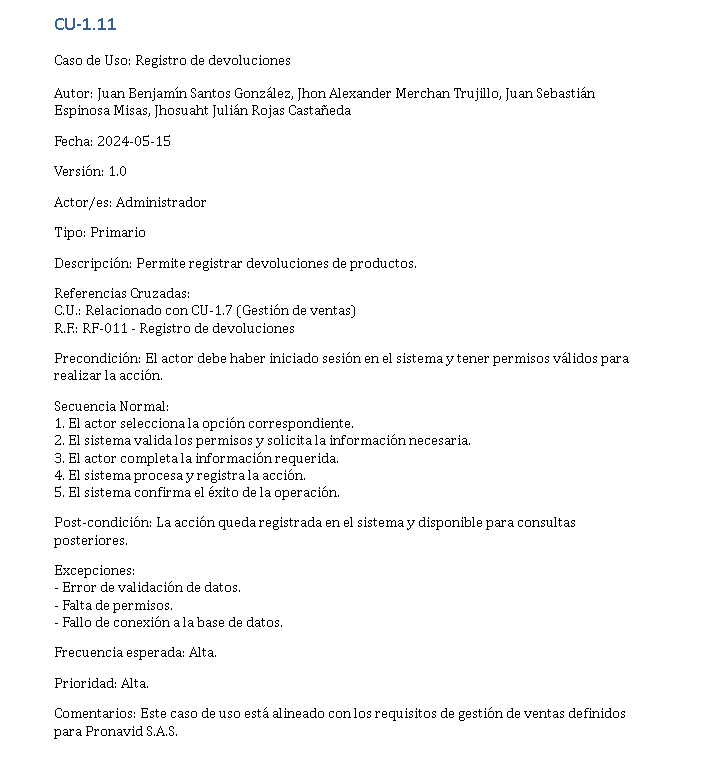 CU-1.11
Caso de Uso: Registro de devoluciones
Autor: Juan Benjamín Santos González, Jhon Alexander Merchan Trujillo, Juan Sebastián
Espinosa Misas, Jhosuaht Julián Rojas Castañeda
Fecha: 2024-05-15
Versión: 1.0
Actor/es: Administrador
Tipo: Primario
Descripción: Permite registrar devoluciones de productos.
Referencias Cruzadas:
C.U.: Relacionado con CU-1.7 (Gestión de ventas)
R.F.: RF-011 - Registro de devoluciones
Precondición: El actor debe haber iniciado sesión en el sistema y tener permisos válidos para
realizar la acción.
Secuencia Normal:
1. El actor selecciona la opción correspondiente.
2. El sistema valida los permisos y solicita la información necesaria.
3. El actor completa la información requerida.
4. El sistema procesa y registra la acción.
5. El sistema confirma el éxito de la operación.
Post-condición: La acción queda registrada en el sistema y disponible para consultas
posteriores.
Excepciones:
- Error de validación de datos.
- Falta de permisos.
- Fallo de conexión a la base de datos.
Frecuencia esperada: Alta.
Prioridad: Alta.
Comentarios: Este caso de uso está alineado con los requisitos de gestión de ventas definidos
para Pronavid S.A.S.